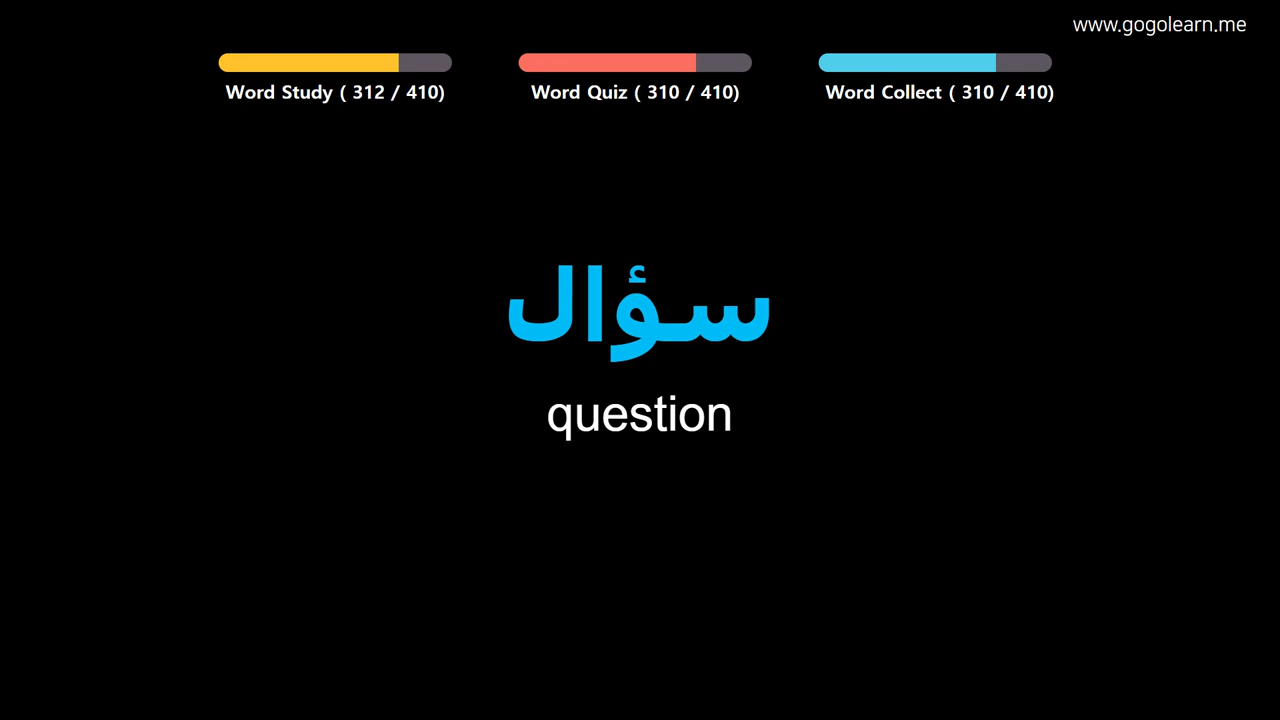 www.gogolearn.me
Word Study ( 312 / 410)
Word Quiz ( 310 / 410)
Word Collect ( 310 / 410)
سؤال
question